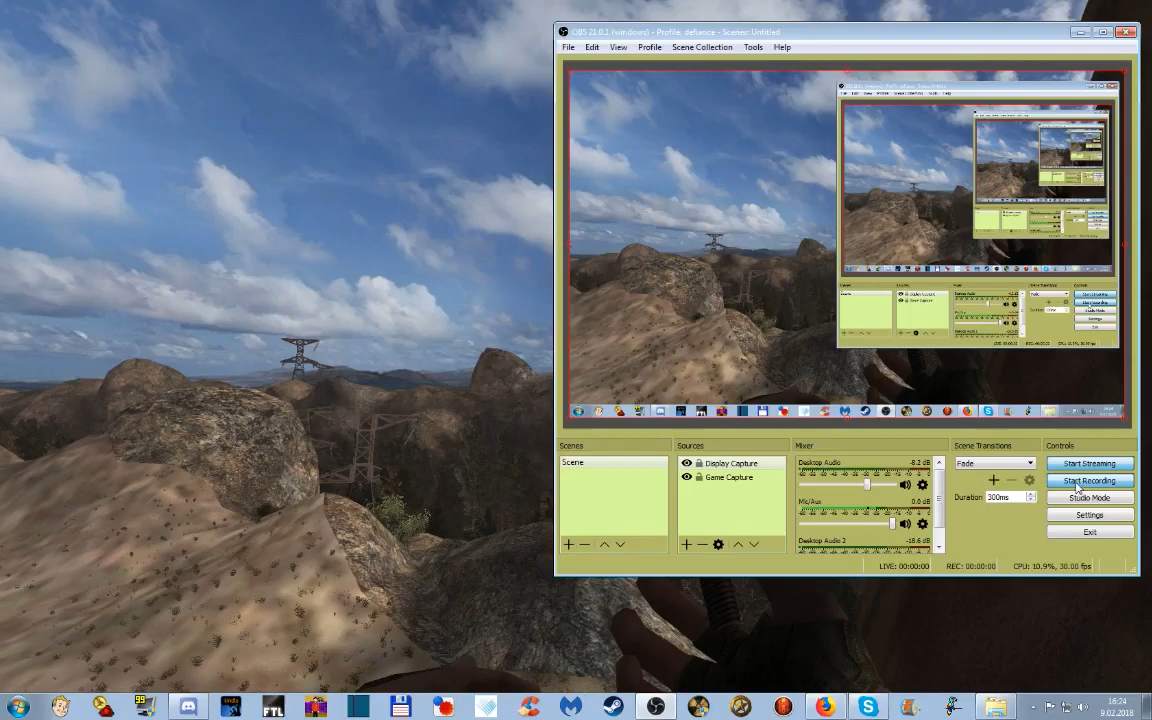 OBS 21.0.1 (windows) - Profile: defiance - Scenes: Untitled
File Edit View Profile Scene Collection Tools Help
Scenes Sources Mixer Scene Transitions Controls
Scene
Display Capture
Game Capture
Desktop Audio -8.2 dB
Mic/Aux 0.0 dB
Desktop Audio 2 -18.6 dB
Fade
Duration 300ms
Start Streaming
Start Recording
Studio Mode
Settings
Exit
LIVE: 00:00:00 REC: 00:00:00 CPU: 10.9%, 30.00 fps
99
Kindle
FTL
16:24
9.02.2018